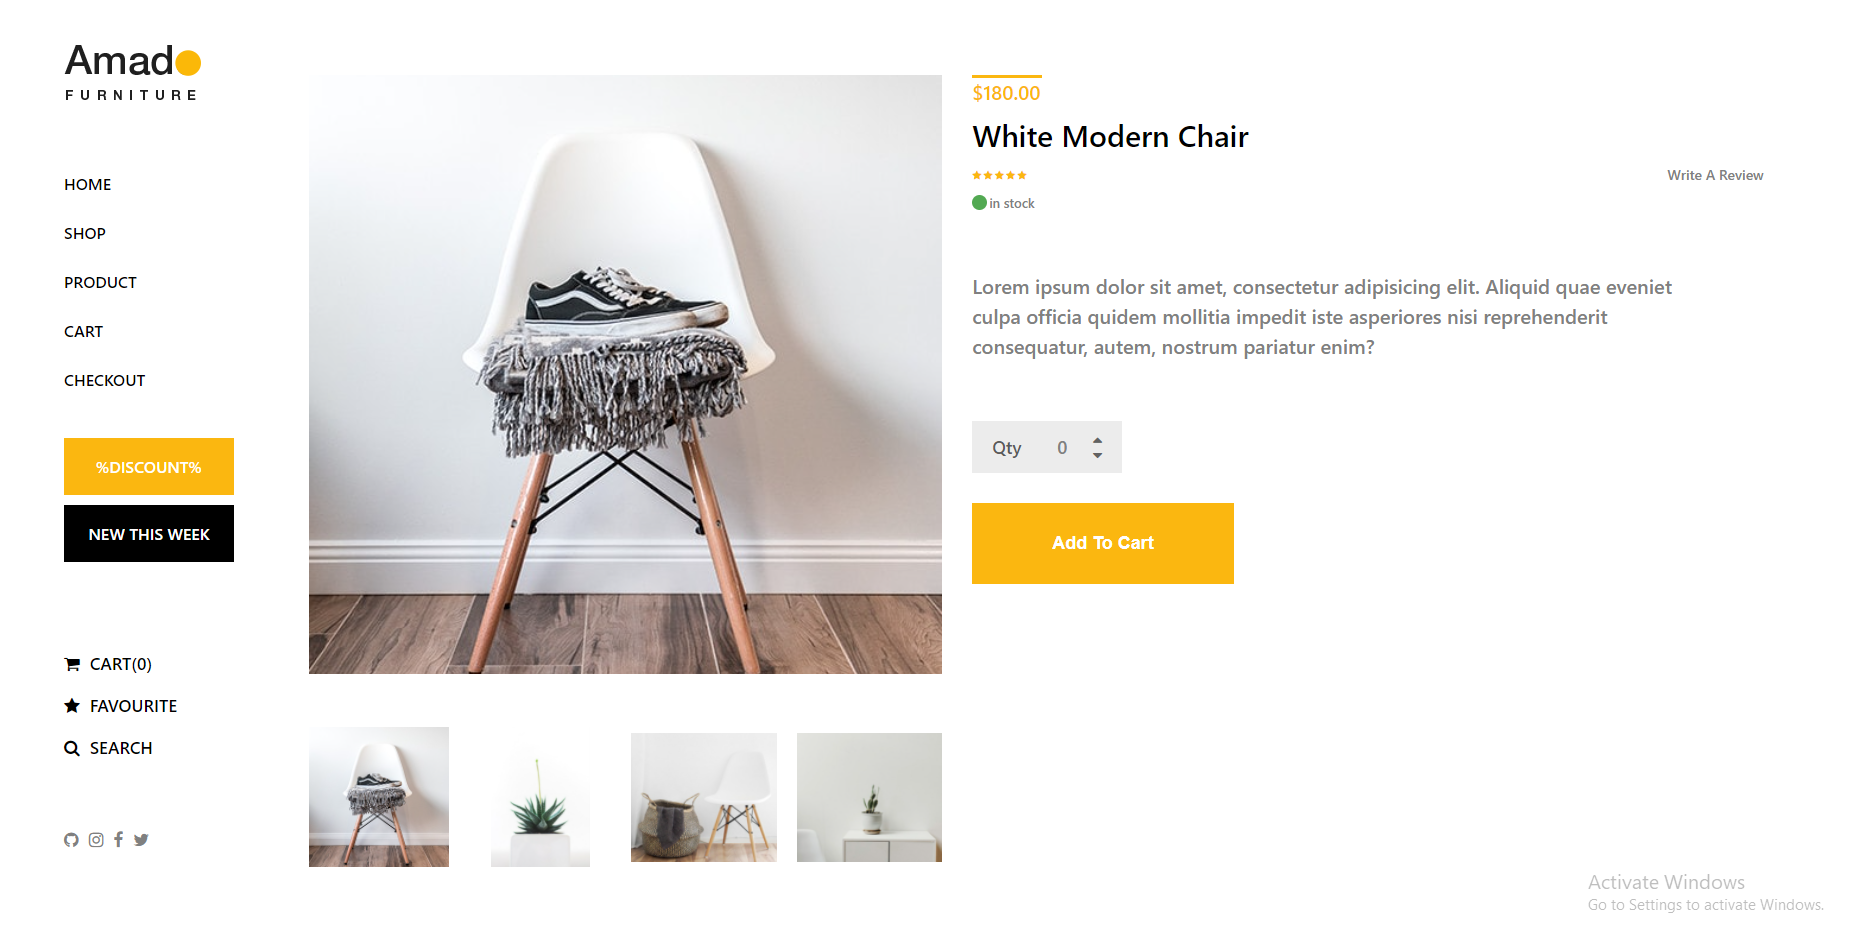 Amado
FURNITURE
HOME
SHOP
PRODUCT
CART
CHECKOUT
%DISCOUNT%
NEW THIS WEEK
CART(0)
FAVOURITE
SEARCH
$180.00
White Modern Chair
Write A Review
in stock
Lorem ipsum dolor sit amet, consectetur adipisicing elit. Aliquid quae eveniet
culpa officia quidem mollitia impedit iste asperiores nisi reprehenderit
consequatur, autem, nostrum pariatur enim?
Qty 0
Add To Cart
Activate Windows
Go to Settings to activate Windows.